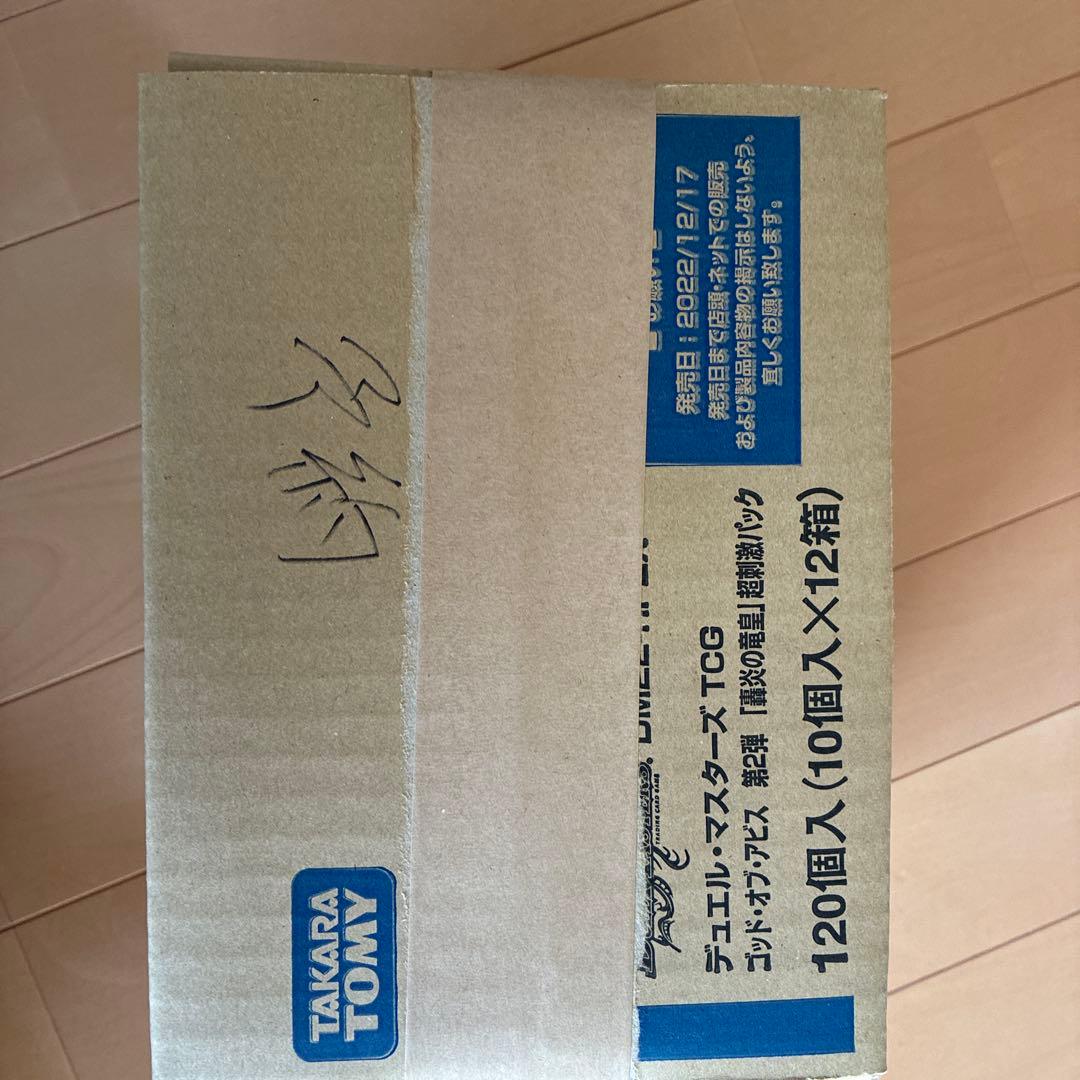 TAKARA
TOMY
発売日：2022/12/17
発売日まで店頭・ネットでの販売
および製品内容物の掲示はしないよう、
宜しくお願い致します。
TRADING CARD GAME
デュエル・マスターズ TCG
ゴッド・オブ・アビス 第2弾 「轟炎の竜皇」超刺激パック
120個入(10個入×12箱)